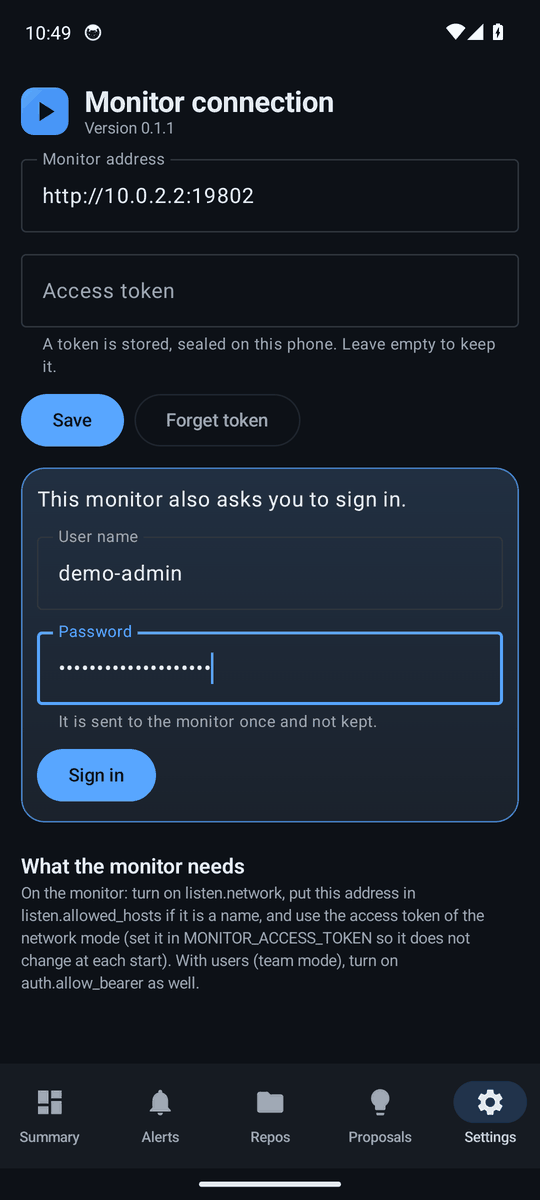 10:49
Monitor connection
Version 0.1.1
Monitor address
http://10.0.2.2:19802
Access token
A token is stored, sealed on this phone. Leave empty to keep
it.
Save
Forget token
This monitor also asks you to sign in.
User name
demo-admin
Password
••••••••••••••••••••
It is sent to the monitor once and not kept.
Sign in
What the monitor needs
On the monitor: turn on listen.network, put this address in
listen.allowed_hosts if it is a name, and use the access token of the
network mode (set it in MONITOR_ACCESS_TOKEN so it does not
change at each start). With users (team mode), turn on
auth.allow_bearer as well.
Summary
Alerts
Repos
Proposals
Settings